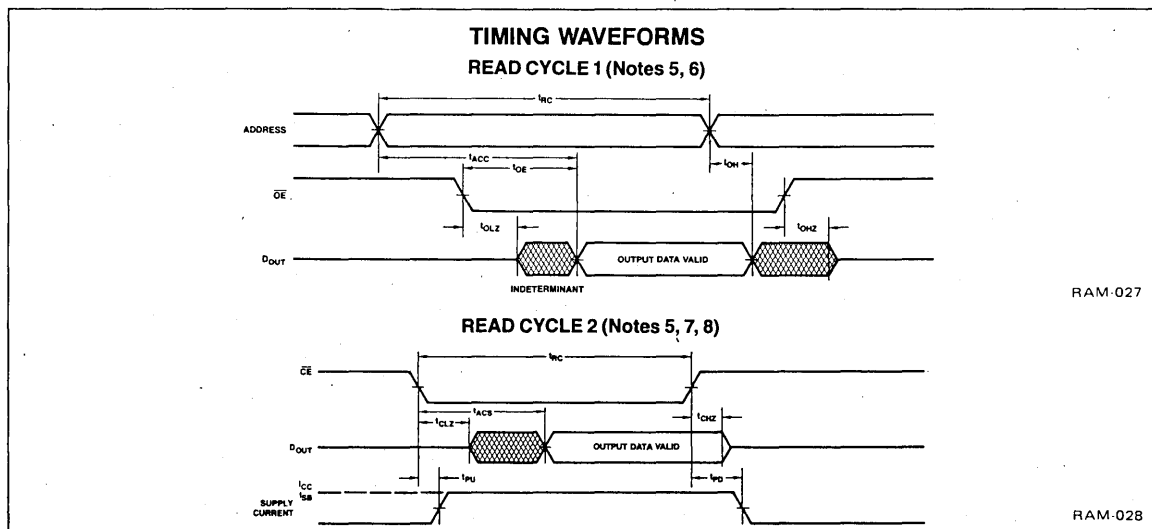 TIMING WAVEFORMS
READ CYCLE 1 (Notes 5, 6)
tRC
ADDRESS
tACC
tOE
tOH
OE
tOLZ
tOHZ
DOUT
OUTPUT DATA VALID
INDETERMINANT
RAM-027
READ CYCLE 2 (Notes 5, 7, 8)
tRC
CE
tACS
tCLZ
tCHZ
DOUT
OUTPUT DATA VALID
tPU
tPD
ICC
ISB
SUPPLY
CURRENT
RAM-028